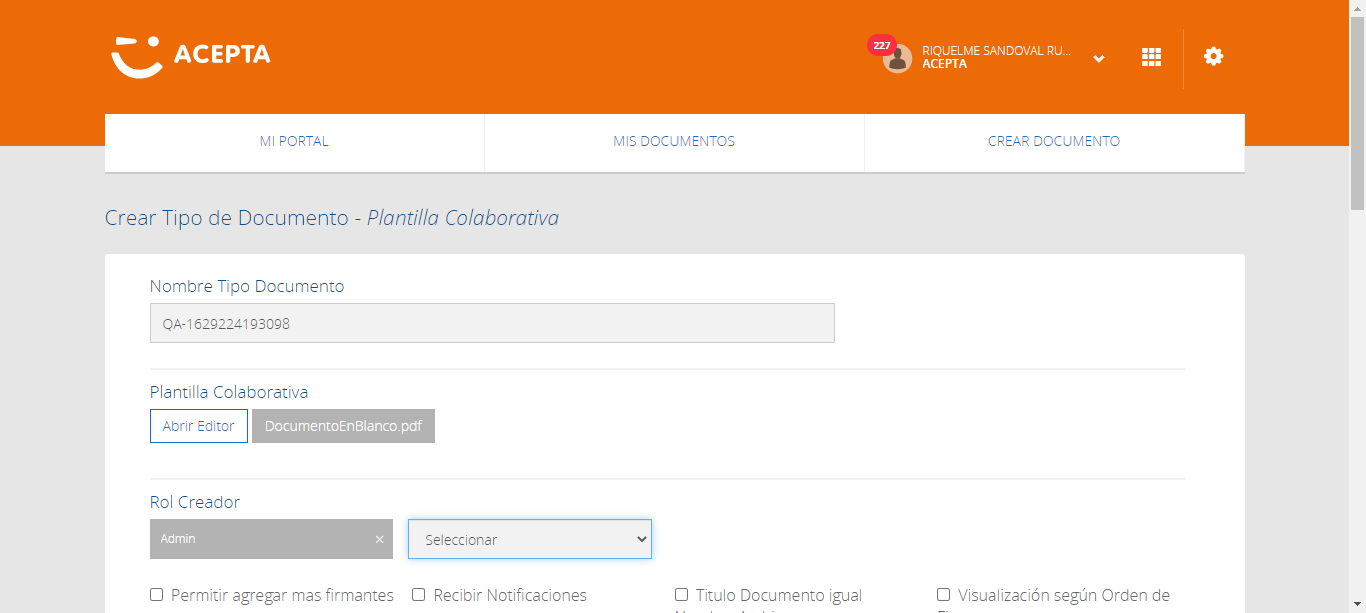 ACEPTA
227
RIQUELME SANDOVAL RU...
ACEPTA
MI PORTAL
MIS DOCUMENTOS
CREAR DOCUMENTO
Crear Tipo de Documento - Plantilla Colaborativa
Nombre Tipo Documento
QA-1629224193098
Plantilla Colaborativa
Abrir Editor
DocumentoEnBlanco.pdf
Rol Creador
Admin ×
Seleccionar
Permitir agregar mas firmantes
Recibir Notificaciones
Titulo Documento igual
Visualización según Orden de